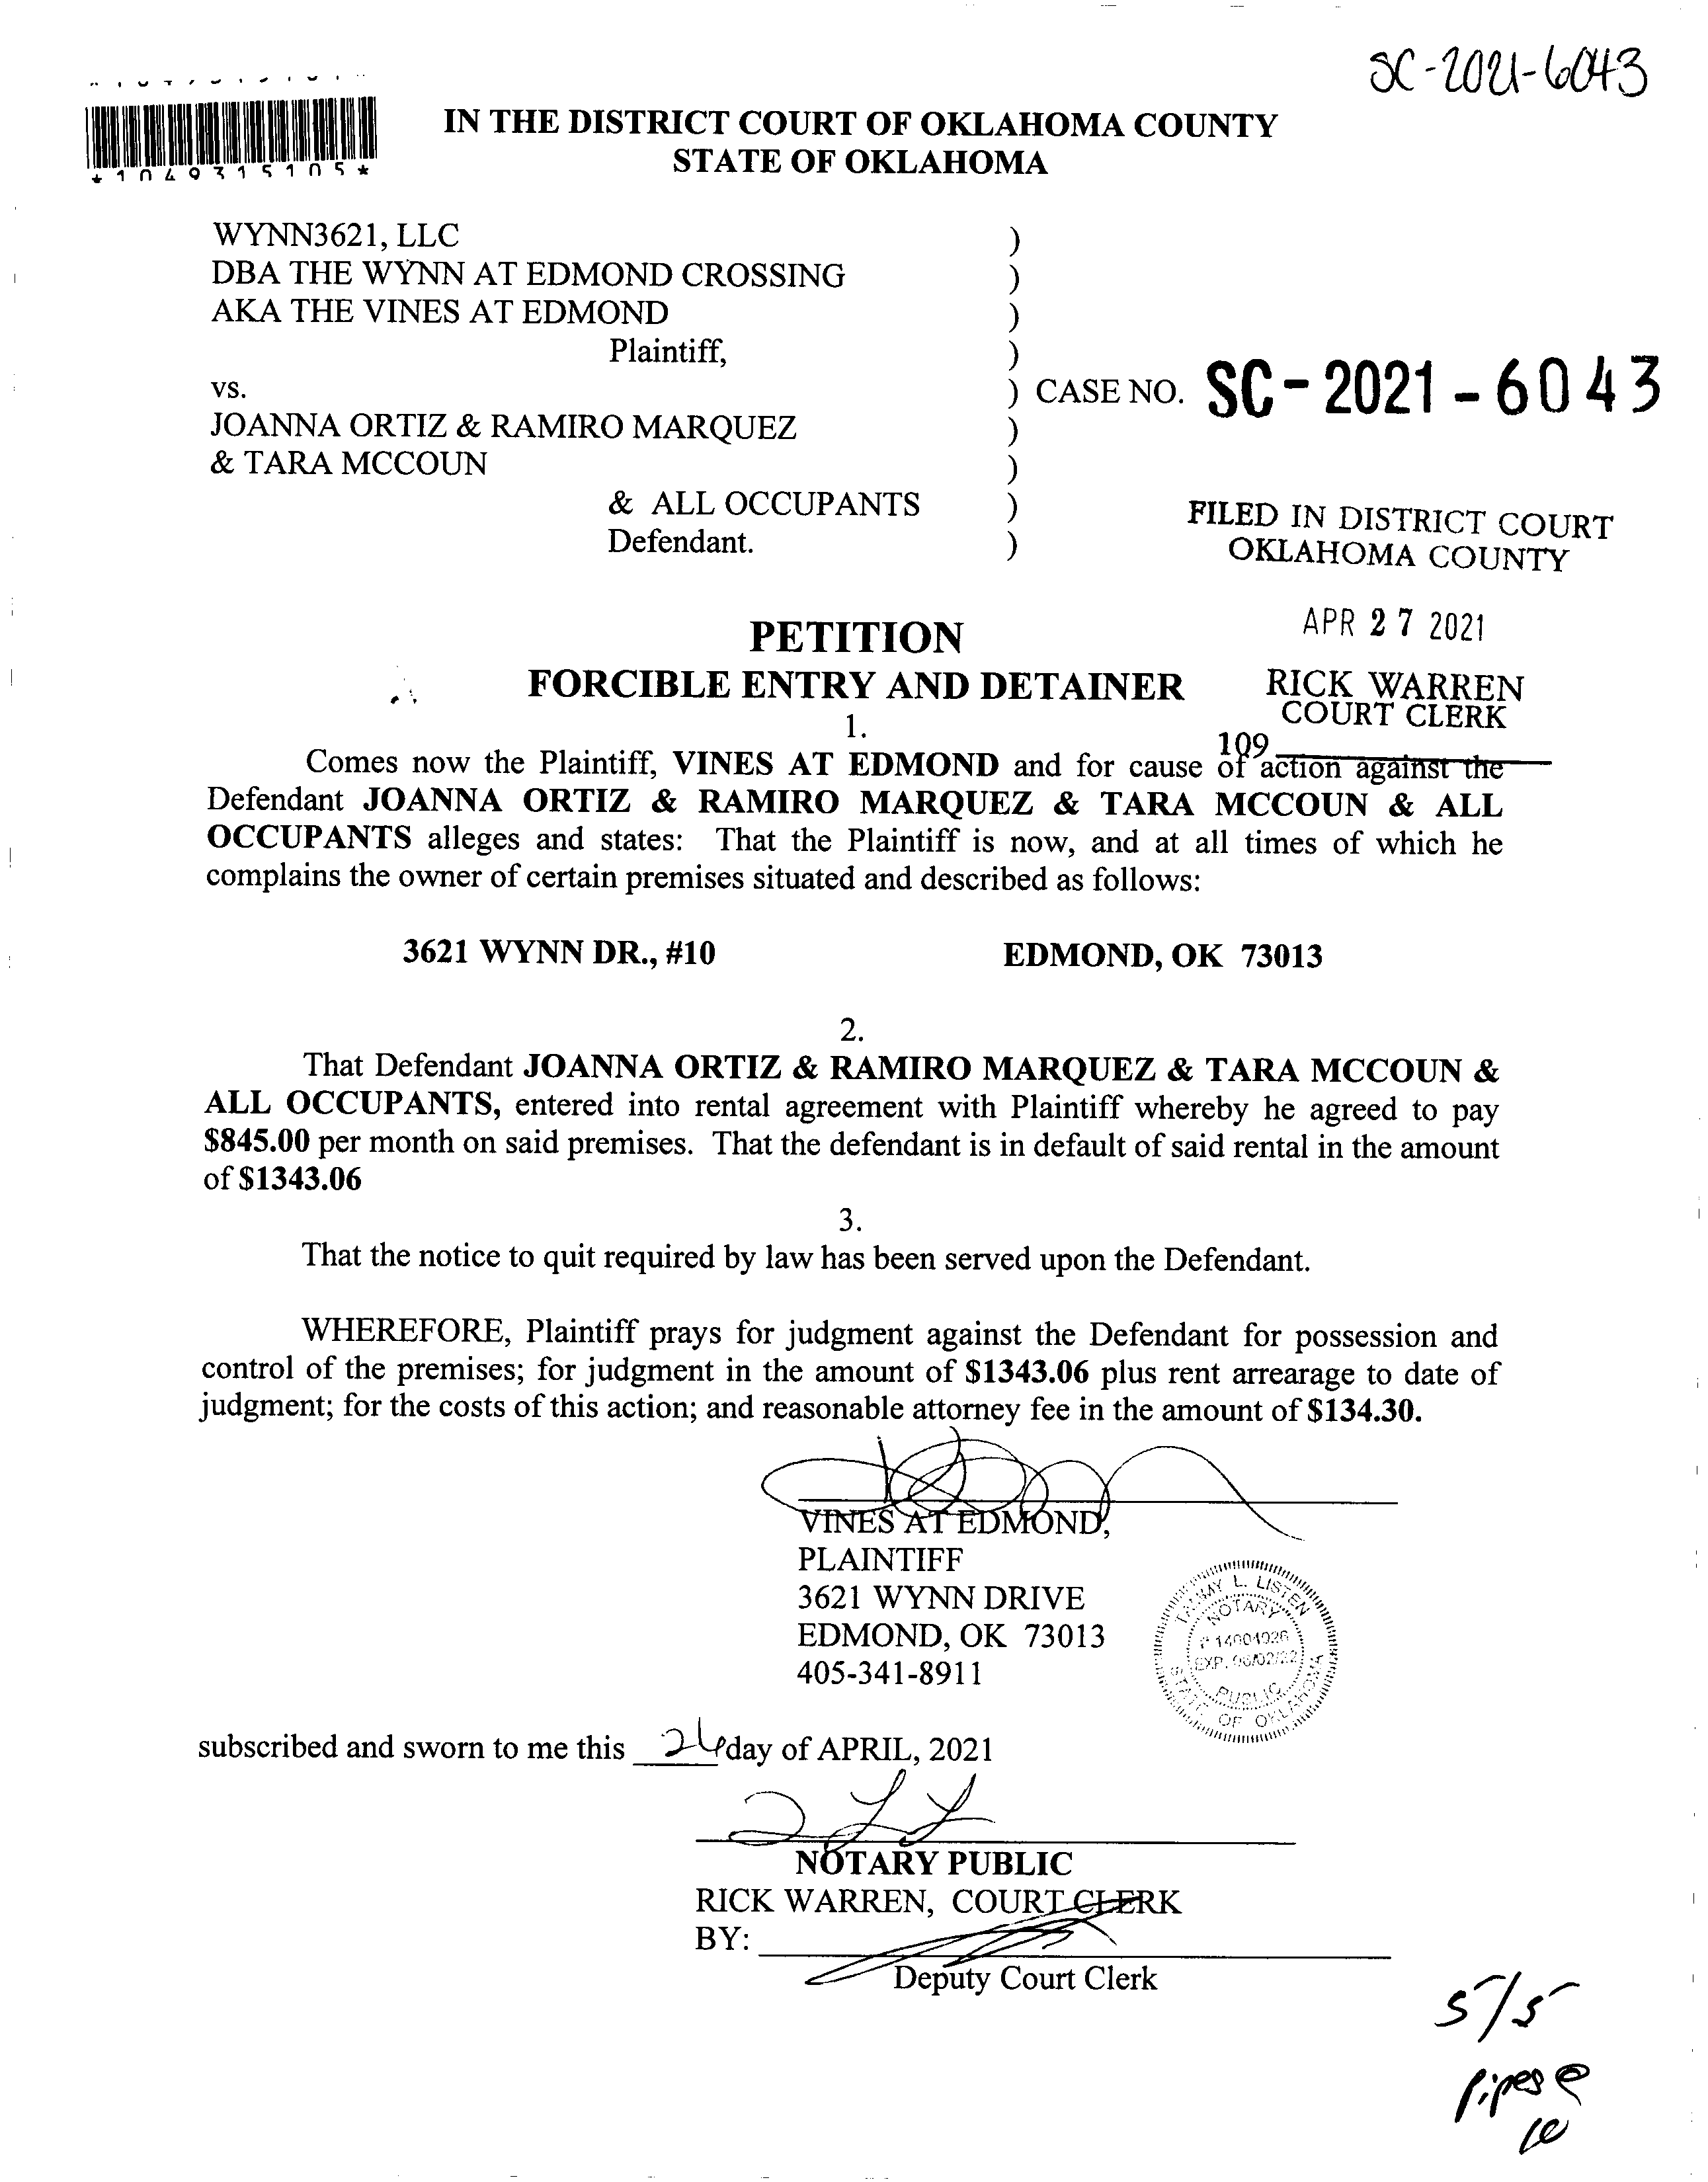 SC-2021-6043
*1049315105*
IN THE DISTRICT COURT OF OKLAHOMA COUNTY
STATE OF OKLAHOMA
WYNN3621, LLC )
DBA THE WYNN AT EDMOND CROSSING )
AKA THE VINES AT EDMOND )
Plaintiff, )
vs. ) CASE NO. SC-2021-6043
JOANNA ORTIZ & RAMIRO MARQUEZ )
& TARA MCCOUN )
& ALL OCCUPANTS )
Defendant. )
FILED IN DISTRICT COURT
OKLAHOMA COUNTY
APR 27 2021
RICK WARREN
COURT CLERK
109
PETITION
FORCIBLE ENTRY AND DETAINER
1.
Comes now the Plaintiff, VINES AT EDMOND and for cause of action against the
Defendant JOANNA ORTIZ & RAMIRO MARQUEZ & TARA MCCOUN & ALL
OCCUPANTS alleges and states: That the Plaintiff is now, and at all times of which he
complains the owner of certain premises situated and described as follows:
3621 WYNN DR., #10 EDMOND, OK 73013
2.
That Defendant JOANNA ORTIZ & RAMIRO MARQUEZ & TARA MCCOUN &
ALL OCCUPANTS, entered into rental agreement with Plaintiff whereby he agreed to pay
$845.00 per month on said premises. That the defendant is in default of said rental in the amount
of $1343.06
3.
That the notice to quit required by law has been served upon the Defendant.
WHEREFORE, Plaintiff prays for judgment against the Defendant for possession and
control of the premises; for judgment in the amount of $1343.06 plus rent arrearage to date of
judgment; for the costs of this action; and reasonable attorney fee in the amount of $134.30.
VINES AT EDMOND,
PLAINTIFF
3621 WYNN DRIVE
EDMOND, OK 73013
405-341-8911
L. LISTEN
NOTARY
# 14004026
EXP. 06/02/22
PUBLIC
STATE OF OKLAHOMA
subscribed and sworn to me this 26 day of APRIL, 2021
NOTARY PUBLIC
RICK WARREN, COURT CLERK
BY:
Deputy Court Clerk
5/5
Pipes @
10